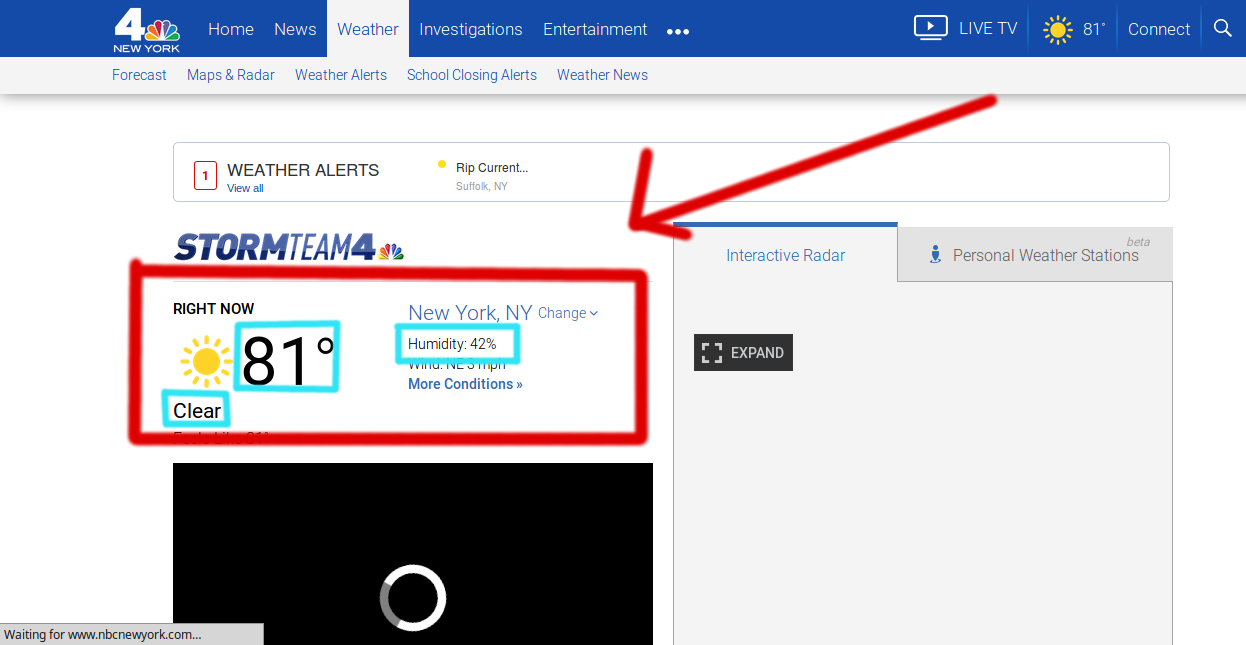 4
NEW YORK
Home News Weather Investigations Entertainment •••
LIVE TV 81° Connect
Forecast Maps & Radar Weather Alerts School Closing Alerts Weather News
1 WEATHER ALERTS
View all
Rip Current...
Suffolk, NY
STORMTEAM4
RIGHT NOW
81°
Clear
Feels Like 81°
New York, NY Change
Humidity: 42%
Wind: NE 3 mph
More Conditions »
Interactive Radar
Personal Weather Stations
beta
EXPAND
Waiting for www.nbcnewyork.com...